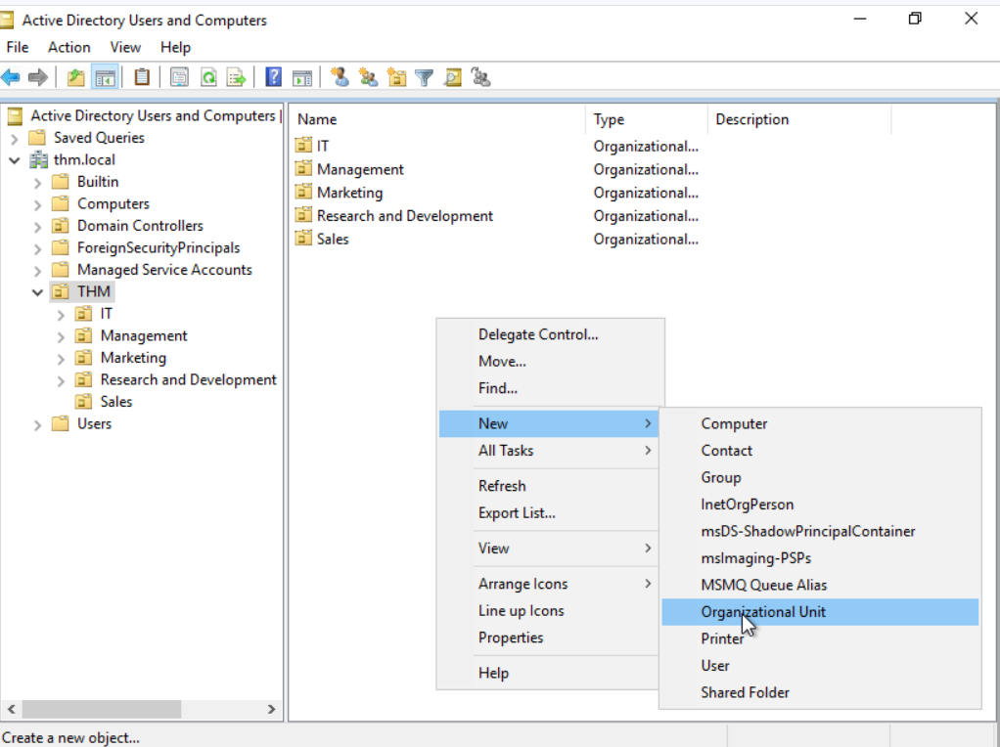 Active Directory Users and Computers
File Action View Help
Active Directory Users and Computers
Saved Queries
thm.local
Builtin
Computers
Domain Controllers
ForeignSecurityPrincipals
Managed Service Accounts
THM
IT
Management
Marketing
Research and Development
Sales
Users
Name Type Description
IT Organizational...
Management Organizational...
Marketing Organizational...
Research and Development Organizational...
Sales Organizational...
Delegate Control...
Move...
Find...
New
All Tasks
Refresh
Export List...
View
Arrange Icons
Line up Icons
Properties
Help
Computer
Contact
Group
InetOrgPerson
msDS-ShadowPrincipalContainer
msImaging-PSPs
MSMQ Queue Alias
Organizational Unit
Printer
User
Shared Folder
Create a new object...